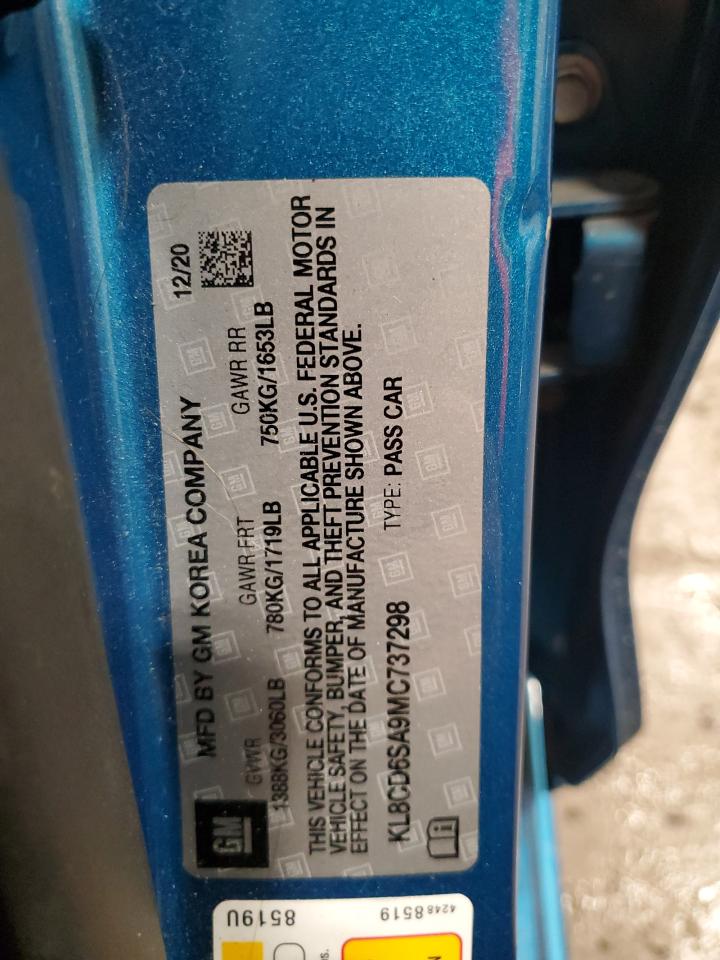 MFD BY GM KOREA COMPANY 12/20
GM
GVWR GAWR FRT GAWR RR
1388KG/3060LB 780KG/1719LB 750KG/1653LB
THIS VEHICLE CONFORMS TO ALL APPLICABLE U.S. FEDERAL MOTOR
VEHICLE SAFETY, BUMPER, AND THEFT PREVENTION STANDARDS IN
EFFECT ON THE DATE OF MANUFACTURE SHOWN ABOVE.
KL8CD6SA9MC737298 TYPE: PASS CAR
42488519
8519U